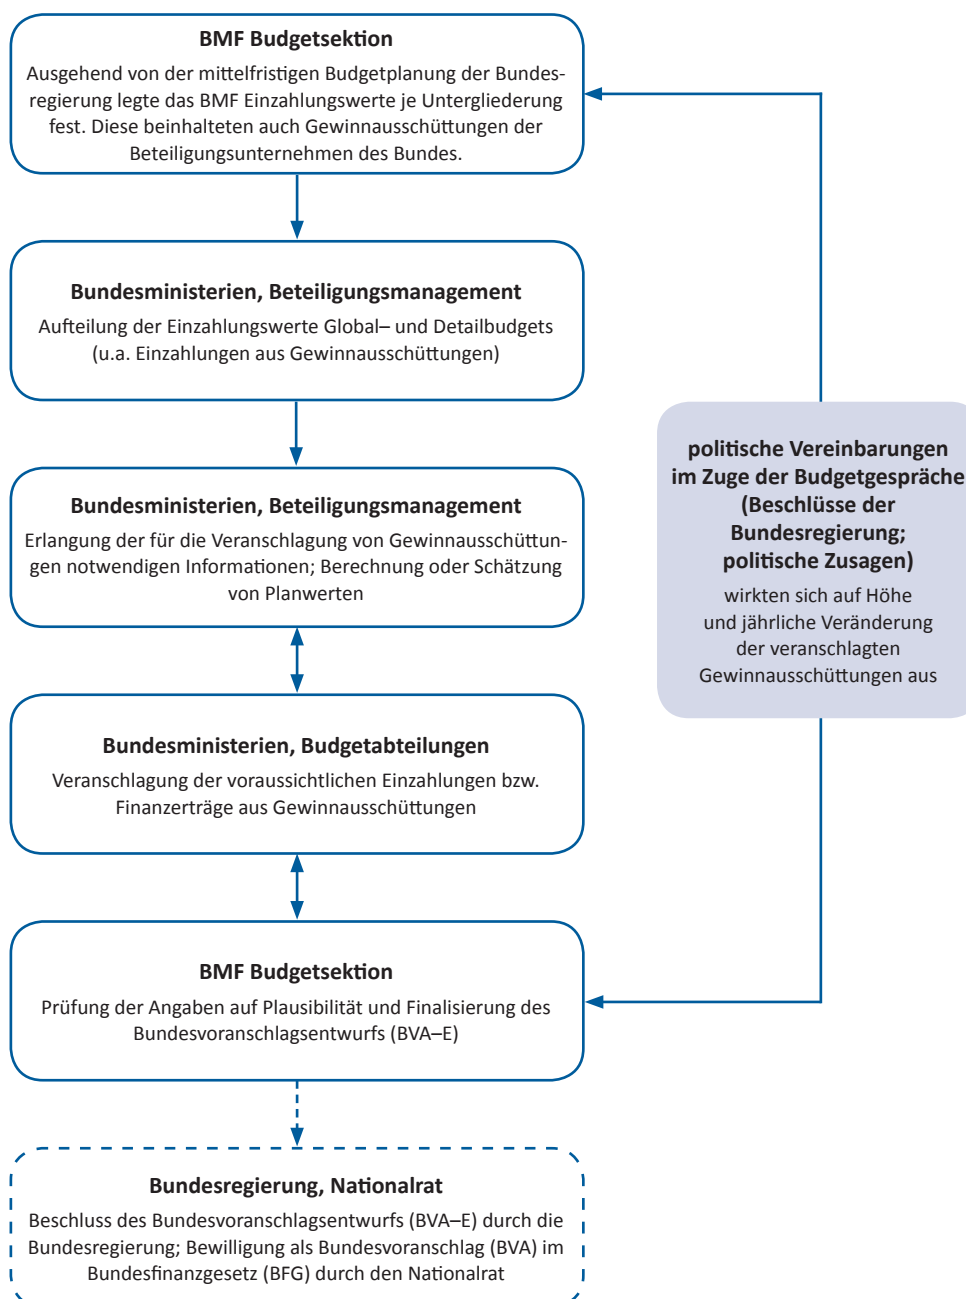 BMF Budgetsektion
Ausgehend von der mittelfristigen Budgetplanung der Bundes-
regierung legte das BMF Einzahlungswerte je Untergliederung
fest. Diese beinhalteten auch Gewinnausschüttungen der
Beteiligungsunternehmen des Bundes.
Bundesministerien, Beteiligungsmanagement
Aufteilung der Einzahlungswerte Global– und Detailbudgets
(u.a. Einzahlungen aus Gewinnausschüttungen)
Bundesministerien, Beteiligungsmanagement
Erlangung der für die Veranschlagung von Gewinnausschüttun-
gen notwendigen Informationen; Berechnung oder Schätzung
von Planwerten
Bundesministerien, Budgetabteilungen
Veranschlagung der voraussichtlichen Einzahlungen bzw.
Finanzerträge aus Gewinnausschüttungen
BMF Budgetsektion
Prüfung der Angaben auf Plausibilität und Finalisierung des
Bundesvoranschlagsentwurfs (BVA–E)
Bundesregierung, Nationalrat
Beschluss des Bundesvoranschlagsentwurfs (BVA–E) durch die
Bundesregierung; Bewilligung als Bundesvoranschlag (BVA) im
Bundesfinanzgesetz (BFG) durch den Nationalrat
politische Vereinbarungen
im Zuge der Budgetgespräche
(Beschlüsse der
Bundesregierung;
politische Zusagen)
wirkten sich auf Höhe
und jährliche Veränderung
der veranschlagten
Gewinnausschüttungen aus